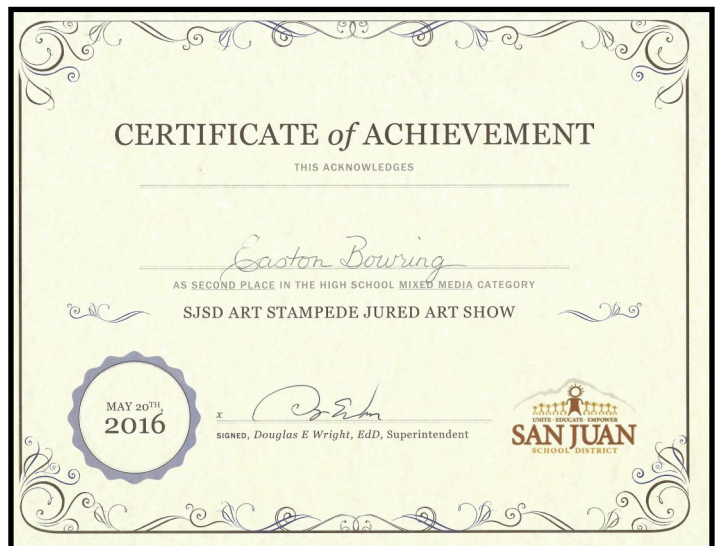 CERTIFICATE of ACHIEVEMENT
THIS ACKNOWLEDGES
Easton Bowring
AS SECOND PLACE IN THE HIGH SCHOOL MIXED MEDIA CATEGORY
SJSD ART STAMPEDE JURED ART SHOW
MAY 20TH,
2016
x
SIGNED, Douglas E Wright, EdD, Superintendent
UNITE · EDUCATE · EMPOWER
SAN JUAN
SCHOOL DISTRICT